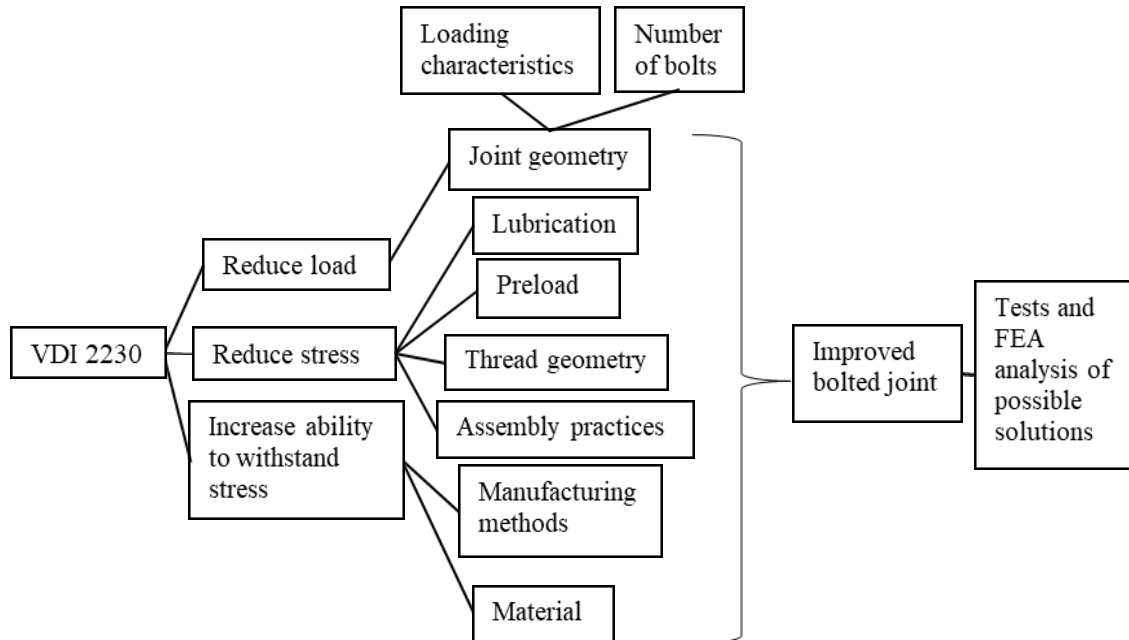 Loading
characteristics
Number
of bolts
Joint geometry
Lubrication
Reduce load
Preload
VDI 2230
Reduce stress
Thread geometry
Improved
bolted joint
Tests and
FEA
analysis of
possible
solutions
Increase ability
to withstand
stress
Assembly practices
Manufacturing
methods
Material